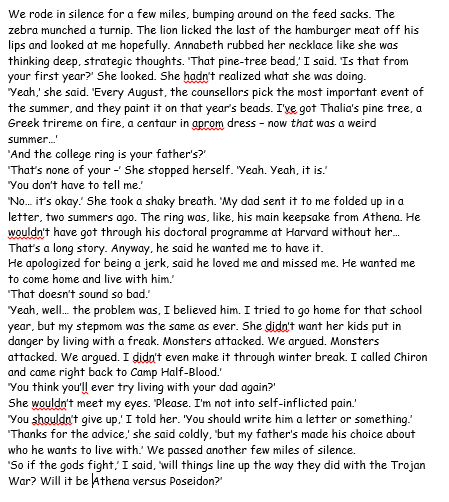 We rode in silence for a few miles, bumping around on the feed sacks. The
zebra munched a turnip. The lion licked the last of the hamburger meat off his
lips and looked at me hopefully. Annabeth rubbed her necklace like she was
thinking deep, strategic thoughts. 'That pine-tree bead,' I said. 'Is that from
your first year?' She looked. She hadn't realized what she was doing.
'Yeah,' she said. 'Every August, the counsellors pick the most important event of
the summer, and they paint it on that year's beads. I've got Thalia's pine tree, a
Greek trireme on fire, a centaur in aprom dress – now that was a weird
summer...'
'And the college ring is your father's?'
'That's none of your –' She stopped herself. 'Yeah. Yeah, it is.'
'You don't have to tell me.'
'No... it's okay.' She took a shaky breath. 'My dad sent it to me folded up in a
letter, two summers ago. The ring was, like, his main keepsake from Athena. He
wouldn't have got through his doctoral programme at Harvard without her...
That's a long story. Anyway, he said he wanted me to have it.
He apologized for being a jerk, said he loved me and missed me. He wanted me
to come home and live with him.'
'That doesn't sound so bad.'
'Yeah, well... the problem was, I believed him. I tried to go home for that school
year, but my stepmom was the same as ever. She didn't want her kids put in
danger by living with a freak. Monsters attacked. We argued. Monsters
attacked. We argued. I didn't even make it through winter break. I called Chiron
and came right back to Camp Half-Blood.'
'You think you'll ever try living with your dad again?'
She wouldn't meet my eyes. 'Please. I'm not into self-inflicted pain.'
'You shouldn't give up,' I told her. 'You should write him a letter or something.'
'Thanks for the advice,' she said coldly, 'but my father's made his choice about
who he wants to live with.' We passed another few miles of silence.
'So if the gods fight,' I said, 'will things line up the way they did with the Trojan
War? Will it be Athena versus Poseidon?'